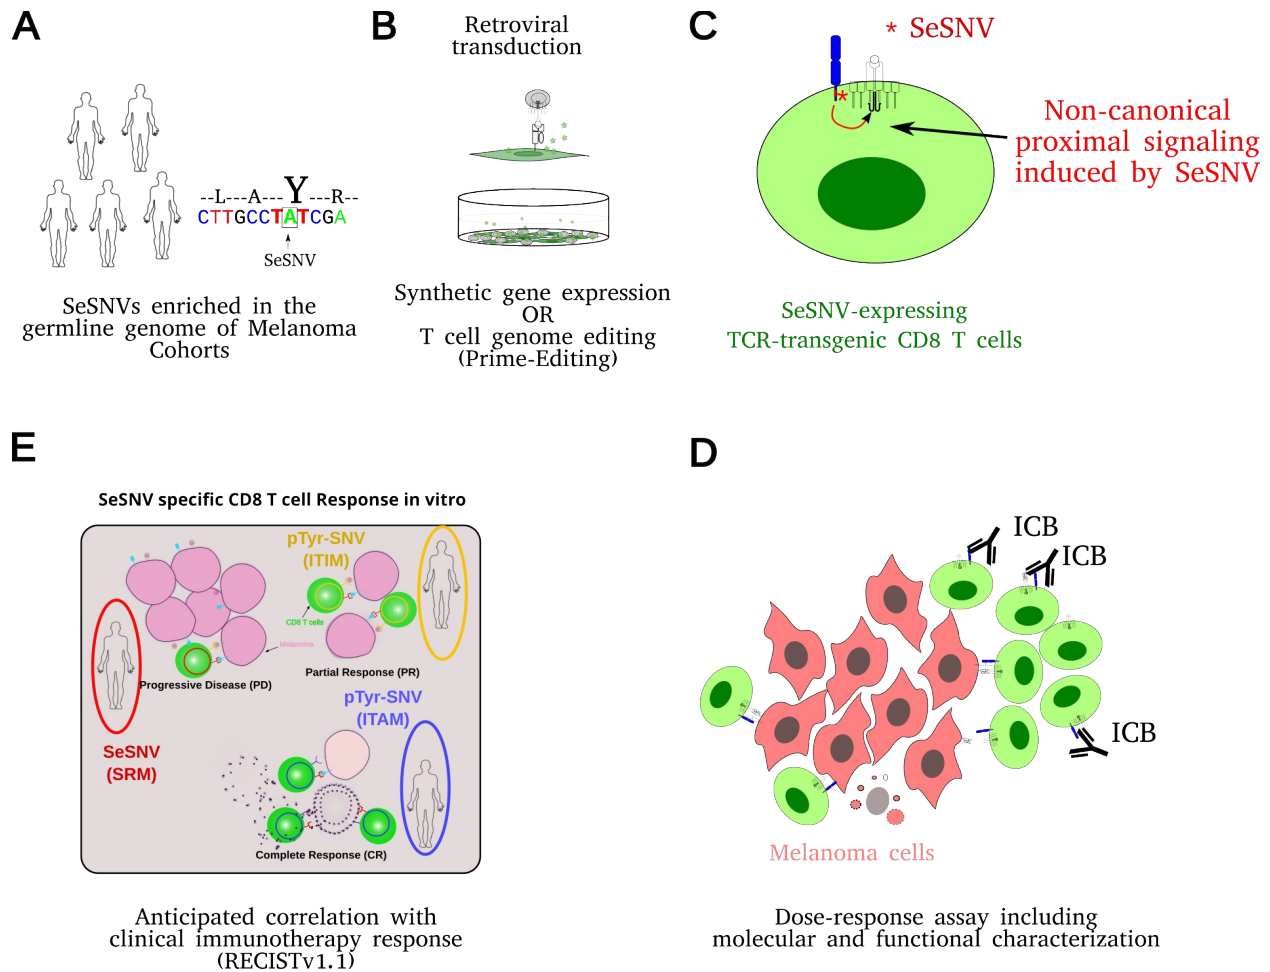 A
--L---A---Y---R--
CTTGCCTATCGA
SeSNV
SeSNVs enriched in the
germline genome of Melanoma
Cohorts
B
Retroviral
transduction
Synthetic gene expression
OR
T cell genome editing
(Prime-Editing)
C
* SeSNV
*
Non-canonical
proximal signaling
induced by SeSNV
SeSNV-expressing
TCR-transgenic CD8 T cells
E
SeSNV specific CD8 T cell Response in vitro
pTyr-SNV
(ITIM)
CD8 T cells
Melanoma
Partial Response (PR)
Progressive Disease (PD)
pTyr-SNV
(ITAM)
SeSNV
(SRM)
Complete Response (CR)
Anticipated correlation with
clinical immunotherapy response
(RECISTv1.1)
D
ICB
ICB
ICB
Melanoma cells
Dose-response assay including
molecular and functional characterization